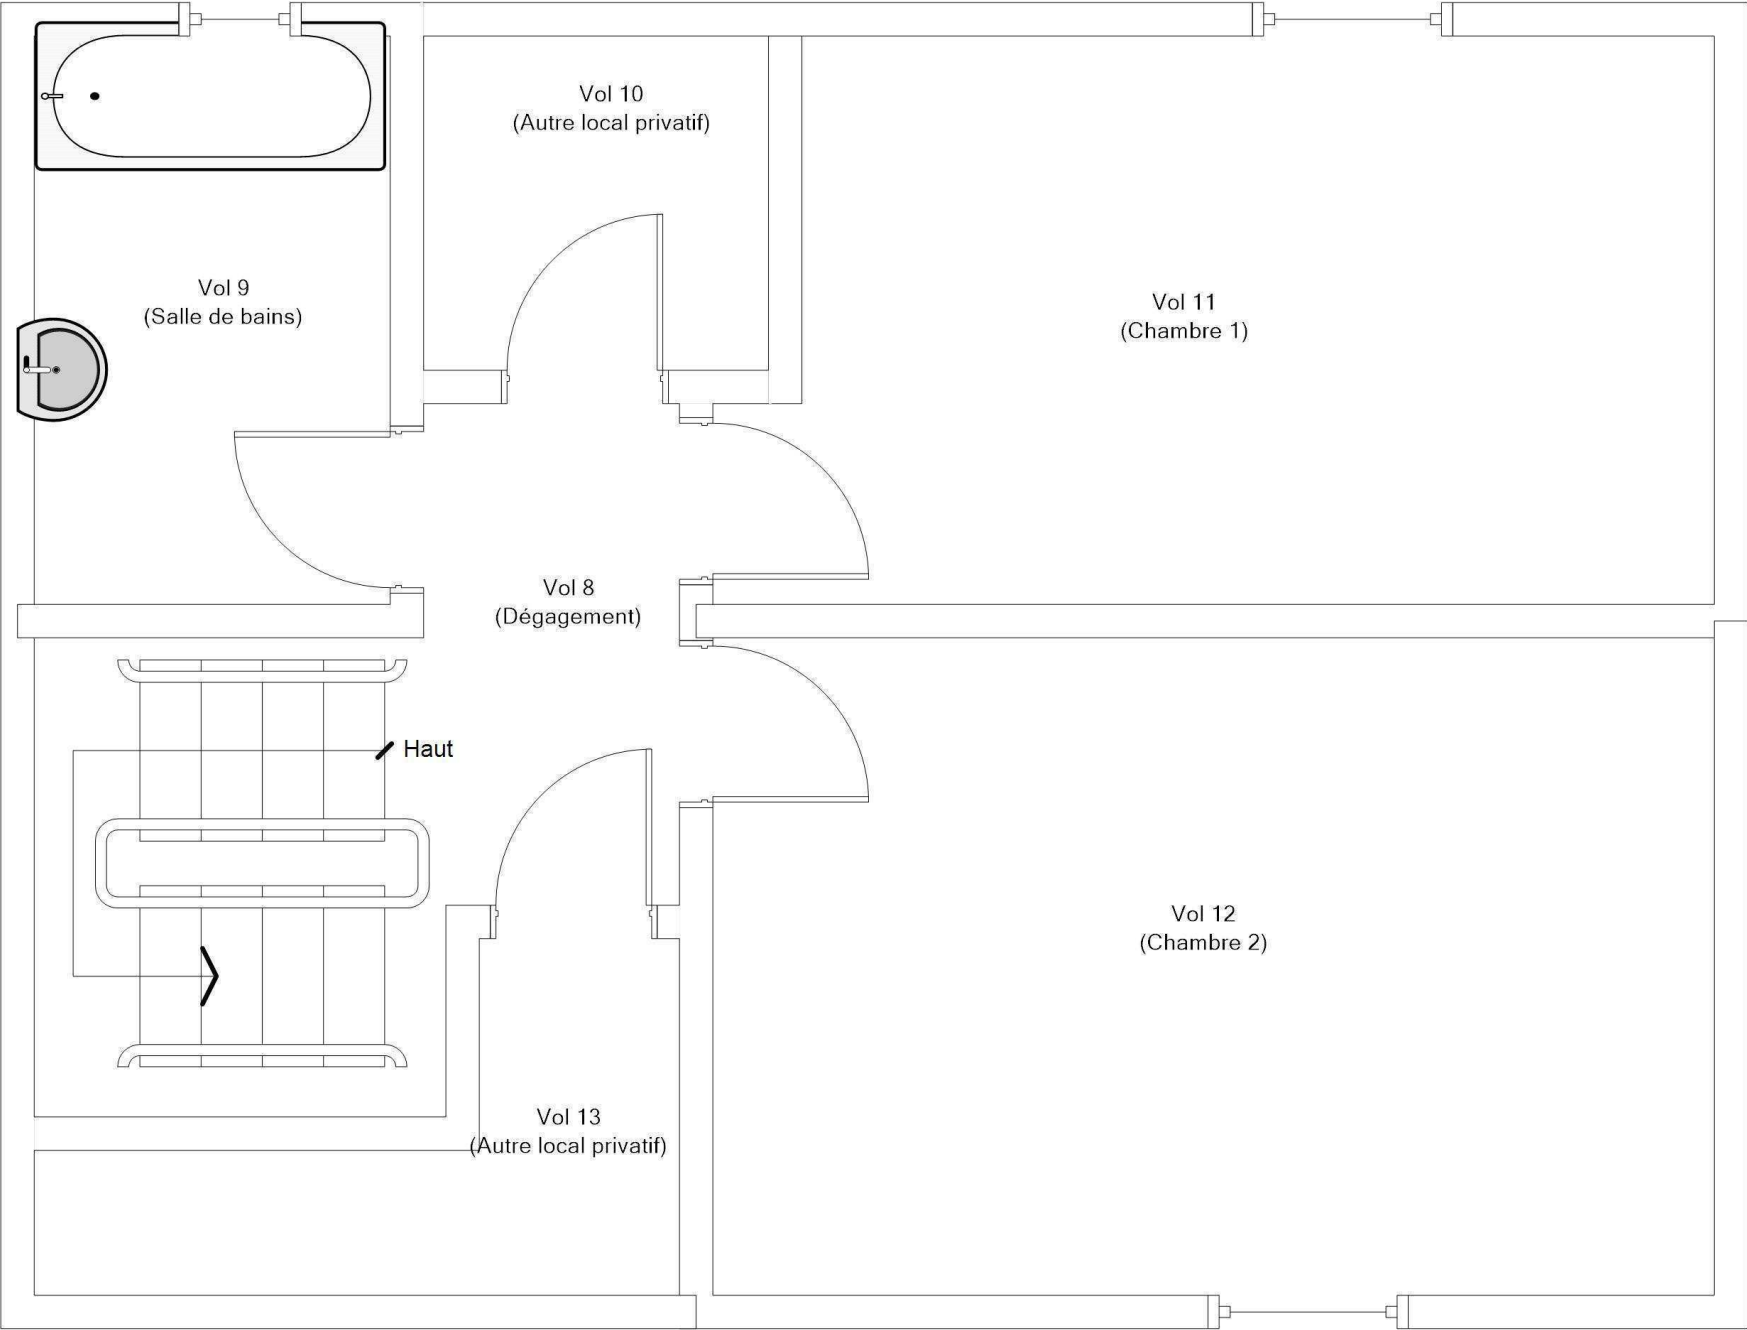 Vol 10
(Autre local privatif)
Vol 9
(Salle de bains)
Vol 11
(Chambre 1)
Vol 8
(Dégagement)
Haut
Vol 12
(Chambre 2)
Vol 13
(Autre local privatif)